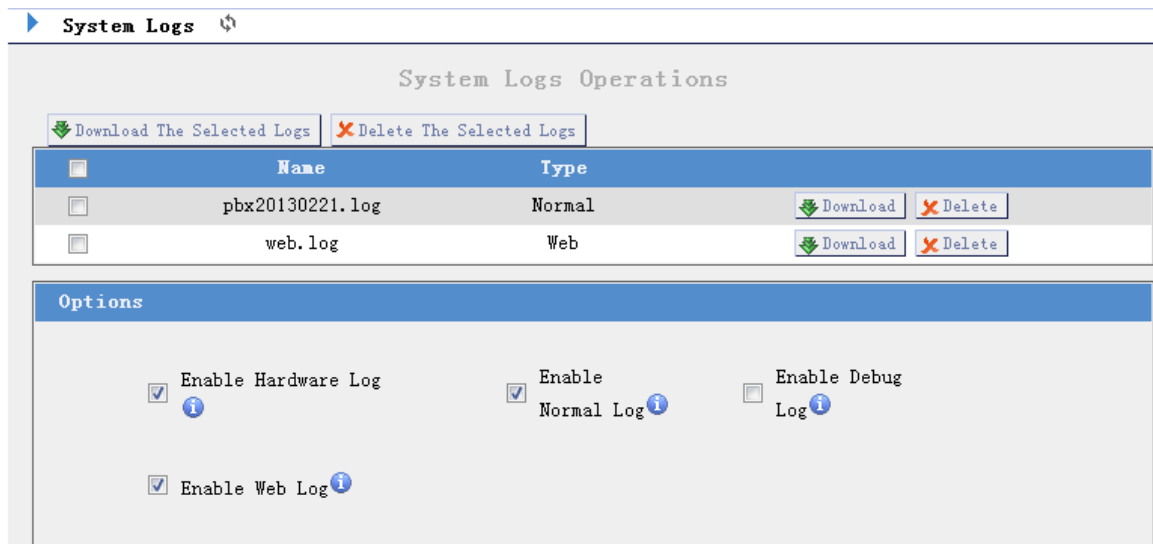 System Logs
System Logs Operations
Download The Selected Logs Delete The Selected Logs
Name Type
pbx20130221.log Normal Download Delete
web.log Web Download Delete
Options
Enable Hardware Log
Enable
Normal Log
Enable Debug
Log
Enable Web Log